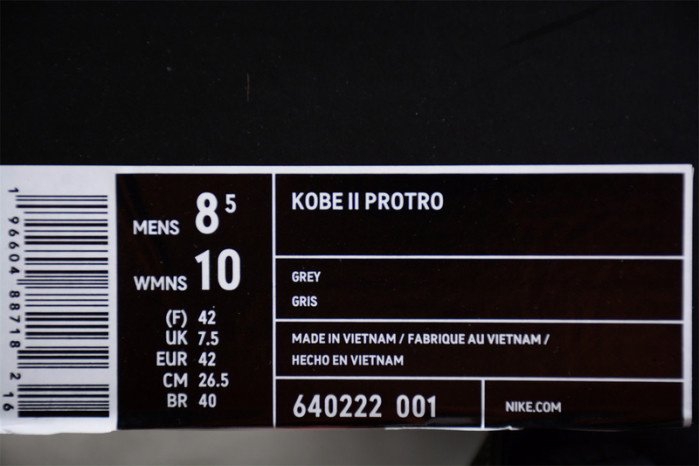 1 96604 88718 2 16
MENS 8 5
WMNS 10
(F) 42
UK 7.5
EUR 42
CM 26.5
BR 40
KOBE II PROTRO
GREY
GRIS
MADE IN VIETNAM / FABRIQUE AU VIETNAM /
HECHO EN VIETNAM
640222 001
NIKE.COM